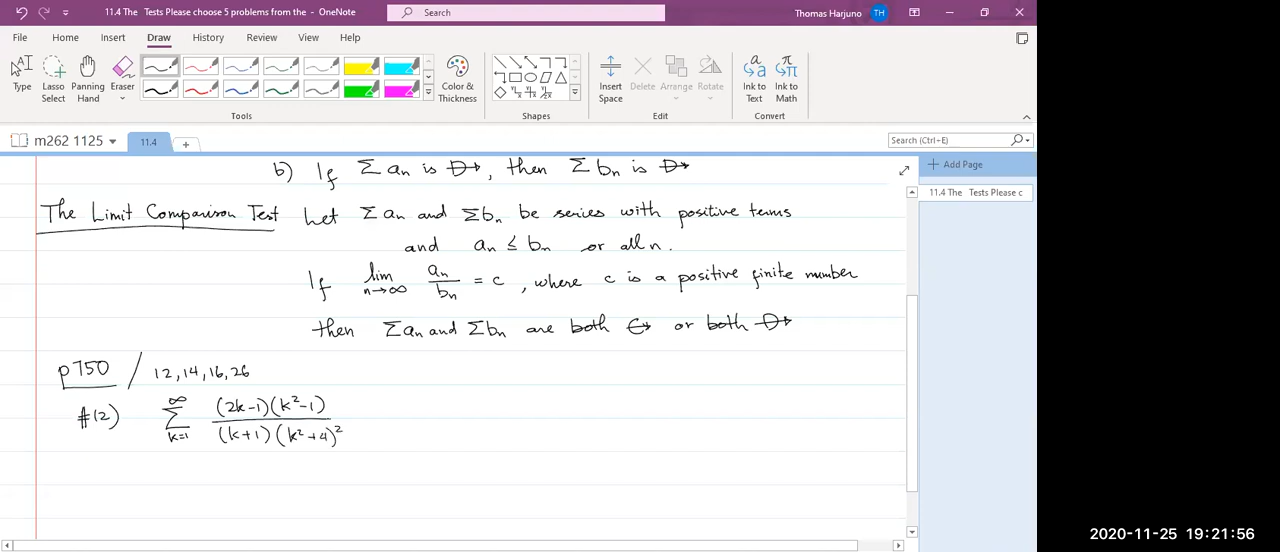 11.4 The Tests Please choose 5 problems from the - OneNote
Search
Thomas Harjuno TH
File Home Insert Draw History Review View Help
Type
Lasso Select
Panning Hand
Eraser
Color & Thickness
Insert Space
Delete
Arrange
Rotate
Ink to Text
Ink to Math
Tools
Shapes
Edit
Convert
m262 1125
11.4
+
Search (Ctrl+E)
+ Add Page
11.4 The Tests Please c
b) If Σ an is D→, then Σ bn is D→
The Limit Comparison Test Let Σ an and Σ bn be series with positive terms
and an ≤ bn or all n.
If lim n→∞ an/bn = c, where c is a positive finite number
then Σ an and Σ bn are both C→ or both D→
p750 / 12, 14, 16, 26
#12) ∞ Σ k=1 (2k-1)(k²-1) / (k+1)(k²+4)²
2020-11-25 19:21:56